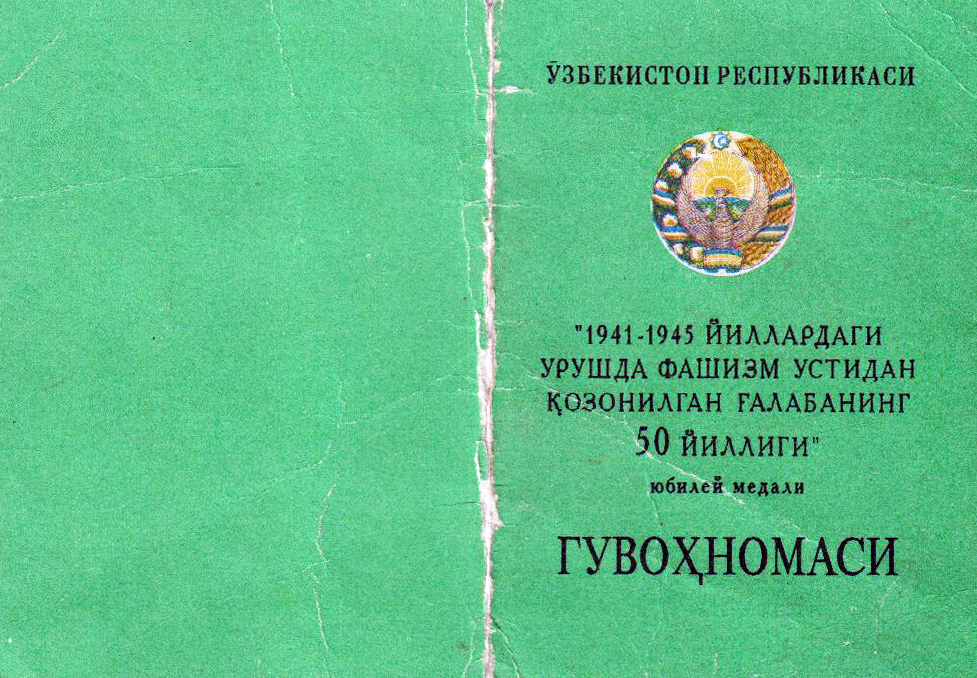 ЎЗБЕКИСТОН РЕСПУБЛИКАСИ
"1941-1945 ЙИЛЛАРДАГИ
УРУШДА ФАШИЗМ УСТИДАН
ҚОЗОНИЛГАН ҒАЛАБАНИНГ
50 ЙИЛЛИГИ"
юбилей медали
ГУВОҲНОМАСИ